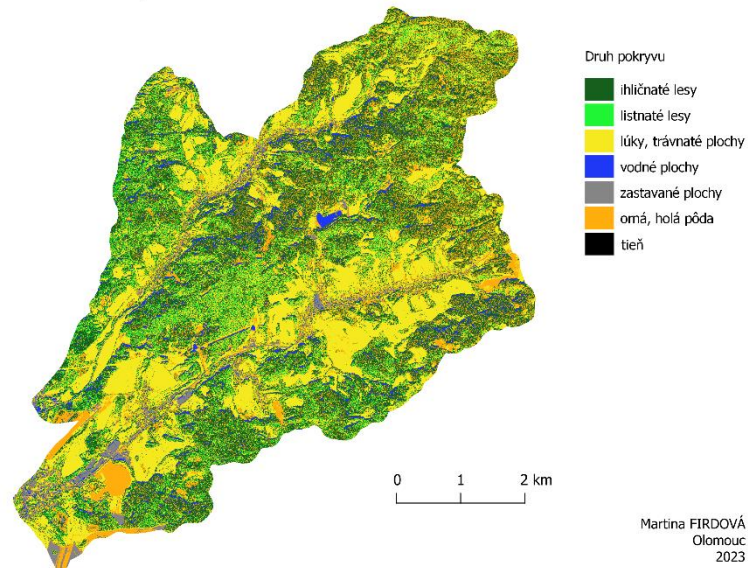 Druh pokryvu
ihličnaté lesy
listnaté lesy
lúky, trávnaté plochy
vodné plochy
zastavané plochy
orná, holá pôda
tieň
0 1 2 km
Martina FIRDOVÁ
Olomouc
2023